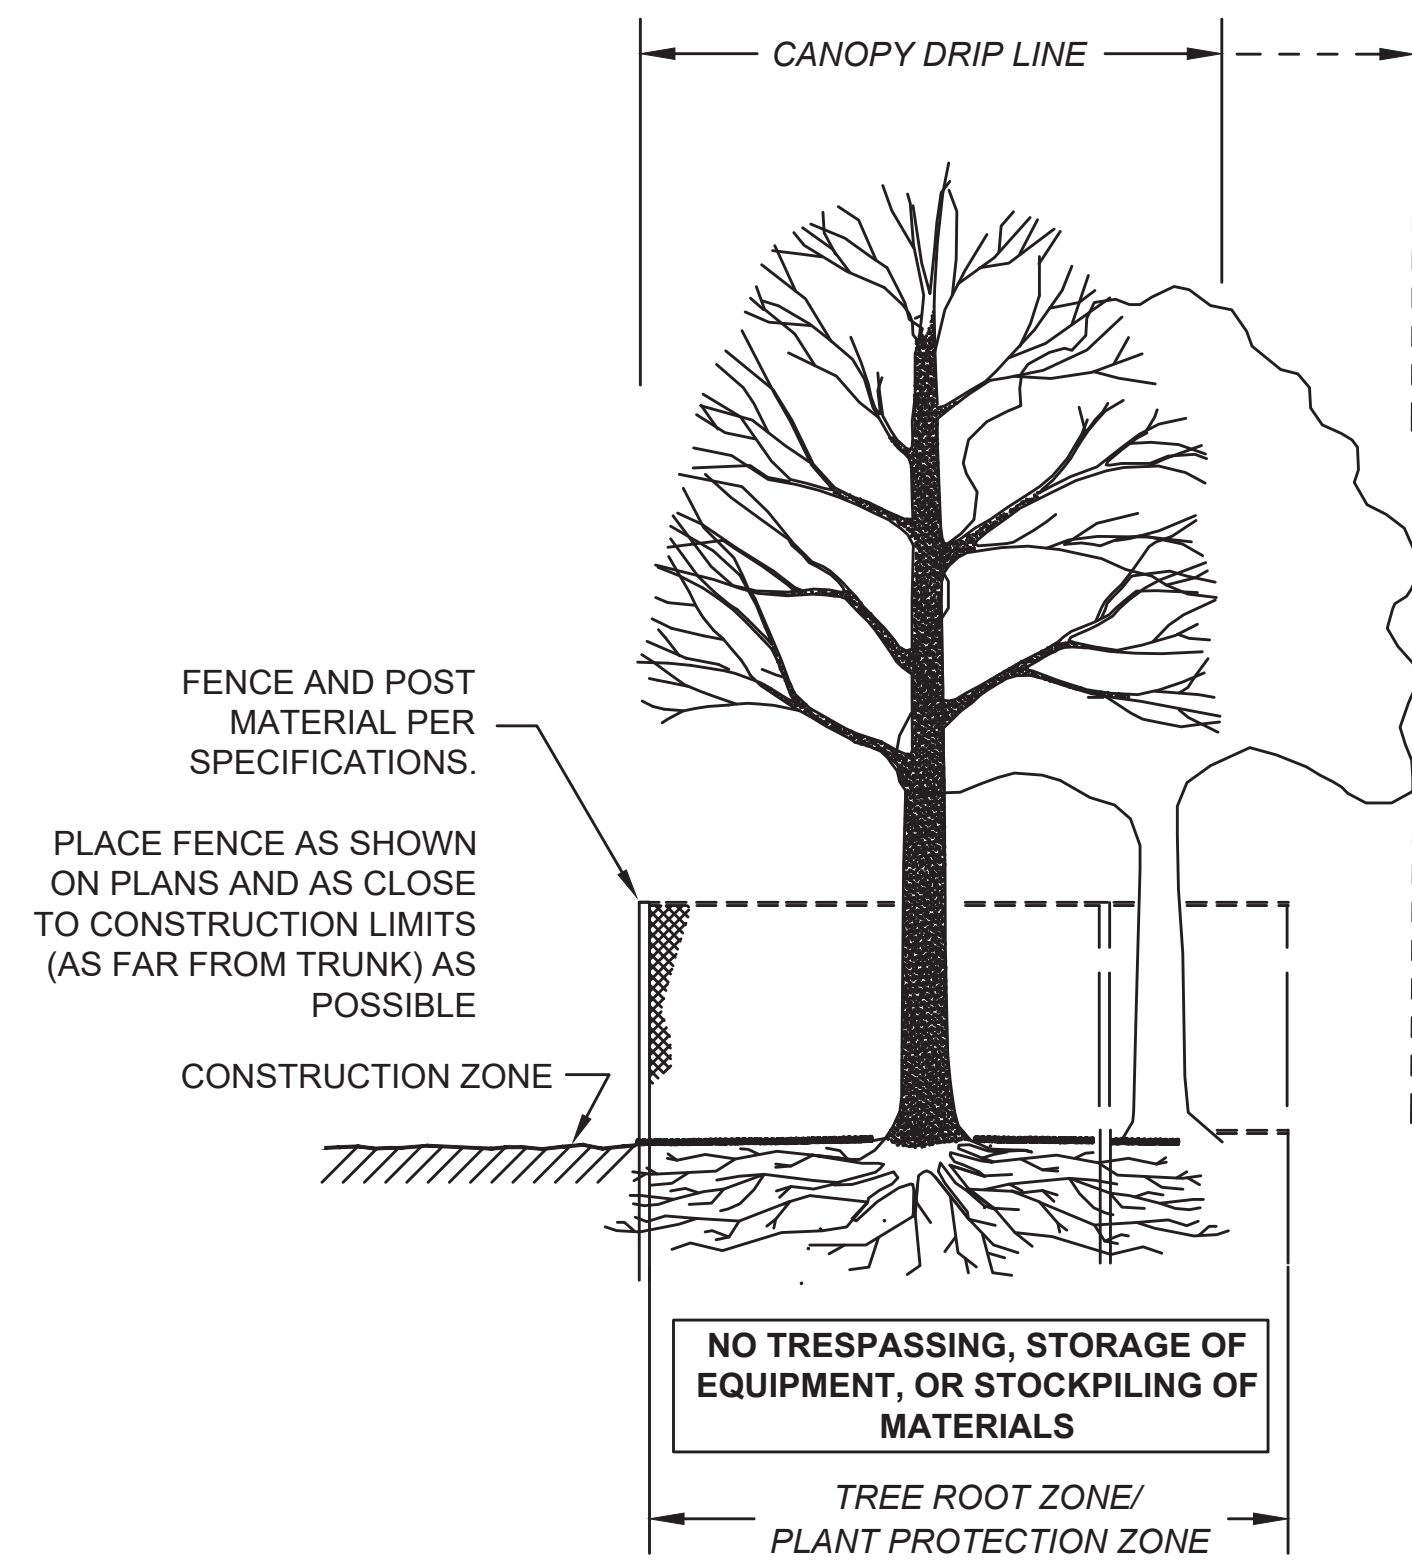 CANOPY DRIP LINE
FENCE AND POST
MATERIAL PER
SPECIFICATIONS.
PLACE FENCE AS SHOWN
ON PLANS AND AS CLOSE
TO CONSTRUCTION LIMITS
(AS FAR FROM TRUNK) AS
POSSIBLE
CONSTRUCTION ZONE
NO TRESPASSING, STORAGE OF
EQUIPMENT, OR STOCKPILING OF
MATERIALS
TREE ROOT ZONE/
PLANT PROTECTION ZONE